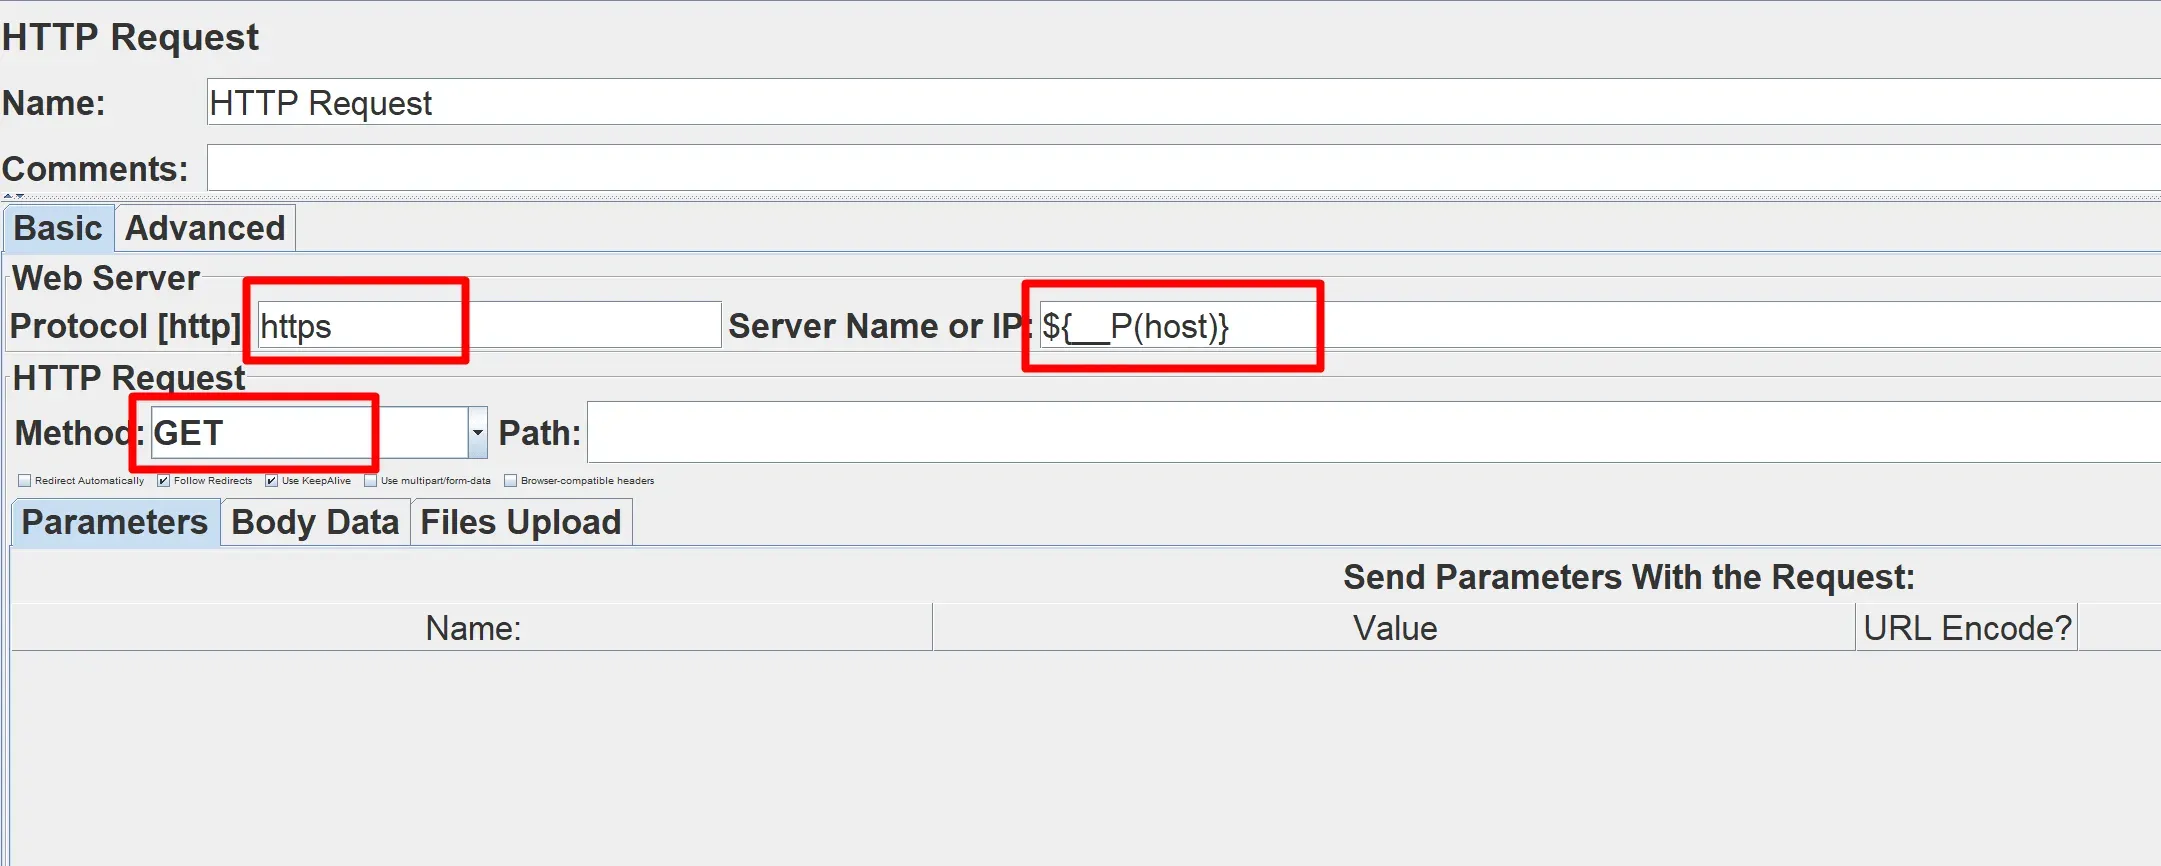 HTTP Request
Name: HTTP Request
Comments:
Basic Advanced
Web Server
Protocol [http] https Server Name or IP: ${__P(host)}
HTTP Request
Method: GET Path:
Redirect Automatically Follow Redirects Use KeepAlive Use multipart/form-data Browser-compatible headers
Parameters Body Data Files Upload
Send Parameters With the Request:
Name: Value URL Encode?